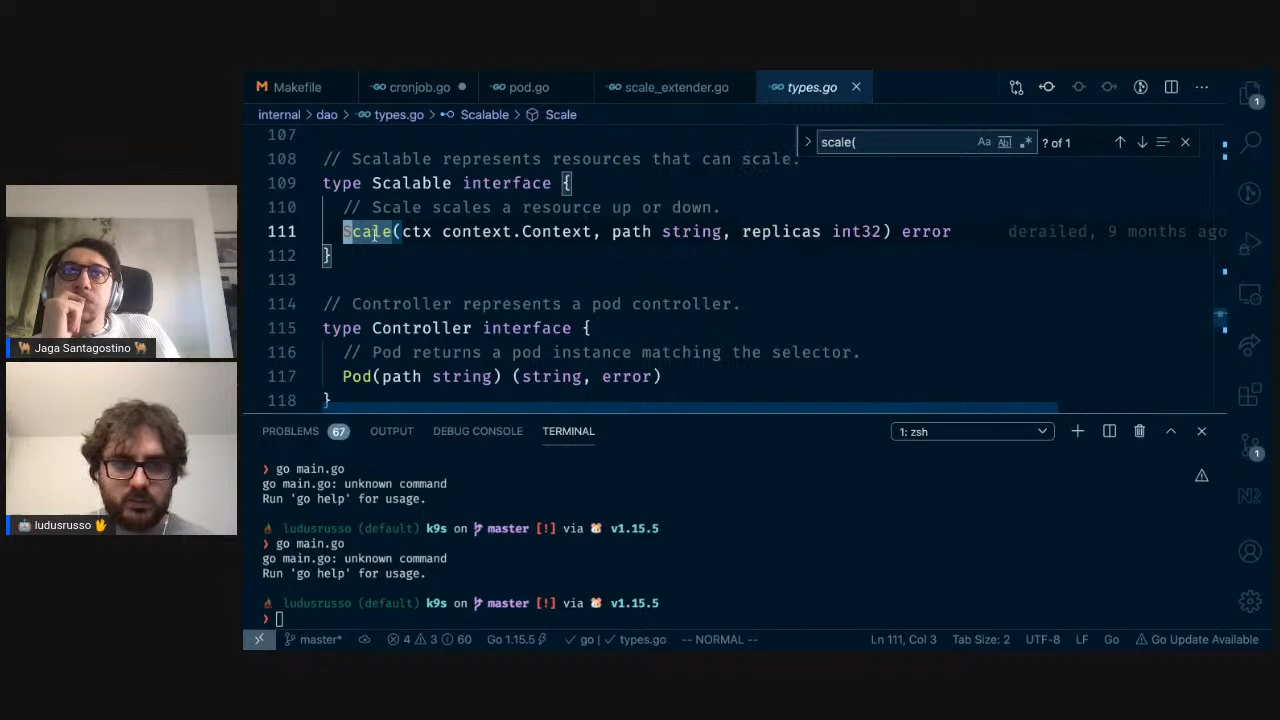 Makefile
cronjob.go
pod.go
scale_extender.go
types.go
internal > dao > types.go > Scalable > Scale
scale(
Aa
? of 1
107
108 // Scalable represents resources that can scale.
109 type Scalable interface {
110 // Scale scales a resource up or down.
111 Scale(ctx context.Context, path string, replicas int32) error derailed, 9 months ago
112 }
113
114 // Controller represents a pod controller.
115 type Controller interface {
116 // Pod returns a pod instance matching the selector.
117 Pod(path string) (string, error)
118 }
PROBLEMS 67 OUTPUT DEBUG CONSOLE TERMINAL 1: zsh
❯ go main.go
go main.go: unknown command
Run 'go help' for usage.
ludusrusso (default) k9s on master [!] via 🐹 v1.15.5
❯ go main.go
go main.go: unknown command
Run 'go help' for usage.
ludusrusso (default) k9s on master [!] via 🐹 v1.15.5
❯
master* 4 3 60 Go 1.15.5 go types.go -- NORMAL -- Ln 111, Col 3 Tab Size: 2 UTF-8 LF Go Go Update Available
🐫 Jaga Santagostino 🐫
🤖 ludusrusso 🖖
1
1
N2